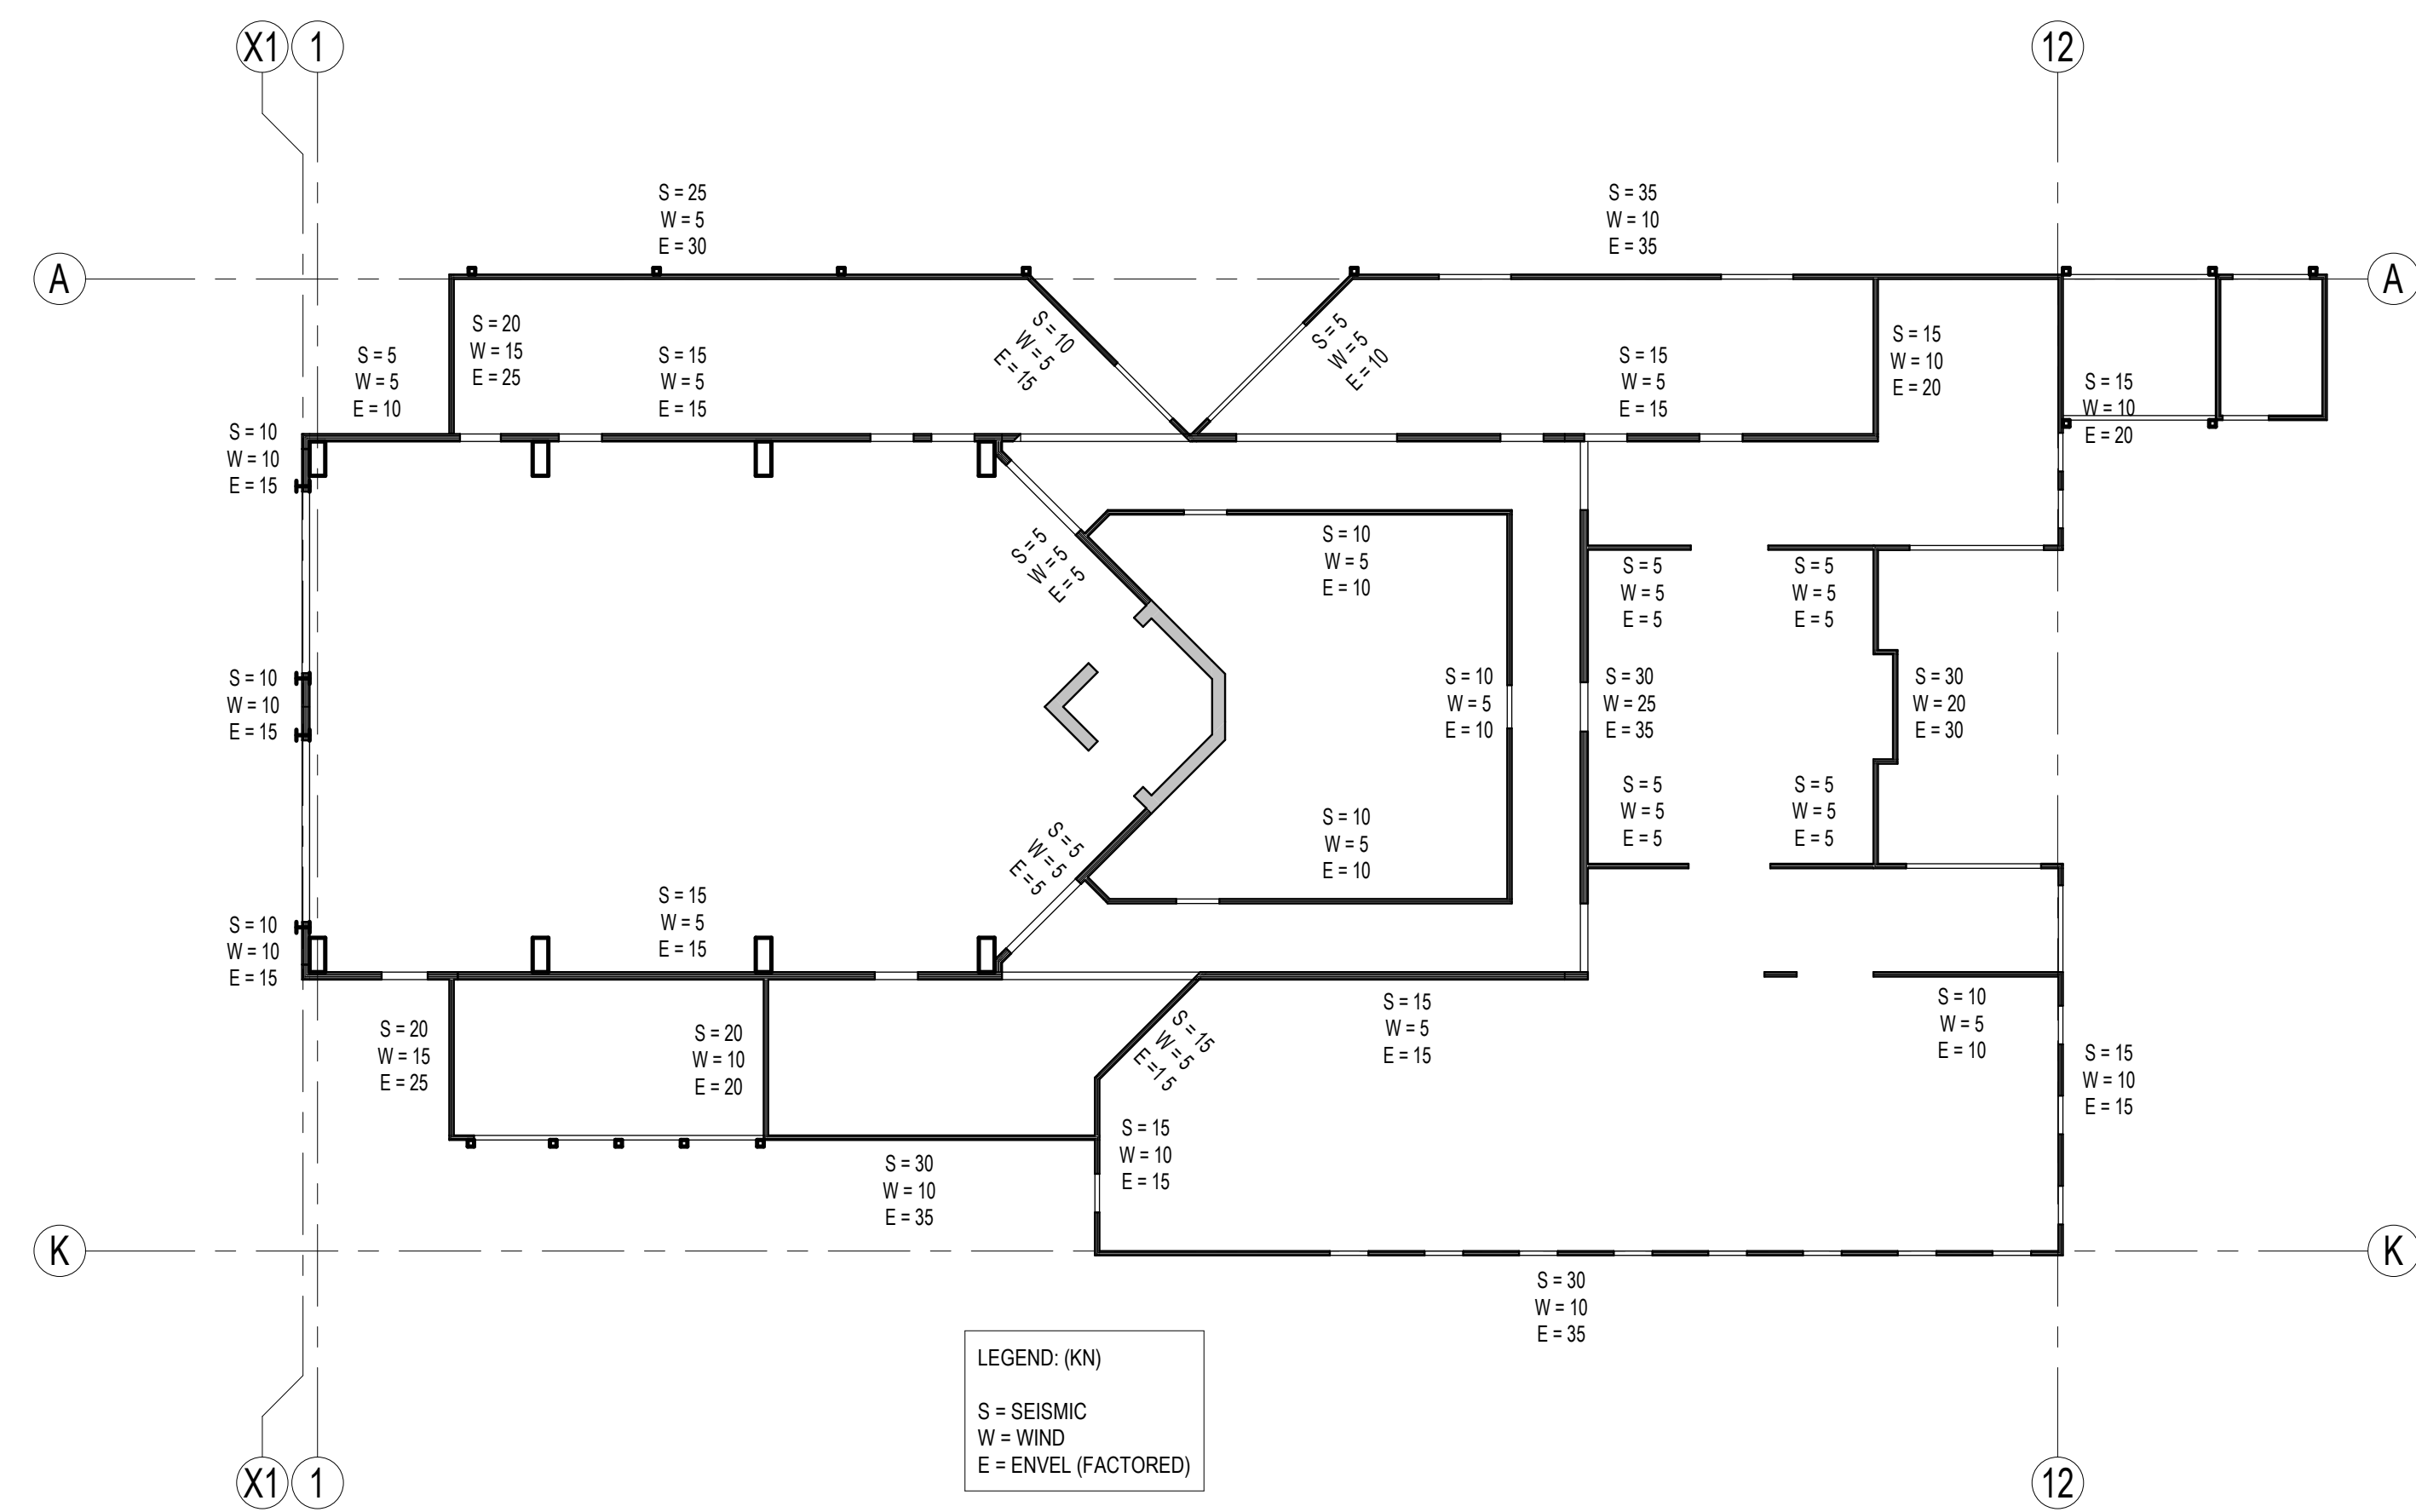 X1
1
12
S = 25
W = 5
E = 30
S = 35
W = 10
E = 35
A
A
S = 5
W = 5
E = 10
S = 20
W = 15
E = 25
S = 15
W = 5
E = 15
S = 10
W = 5
E = 15
S = 5
W = 5
E = 10
S = 15
W = 5
E = 15
S = 15
W = 10
E = 20
S = 15
W = 10
E = 20
S = 10
W = 10
E = 15
S = 5
W = 5
E = 5
S = 10
W = 5
E = 10
S = 5
W = 5
E = 5
S = 5
W = 5
E = 5
S = 10
W = 10
E = 15
S = 10
W = 5
E = 10
S = 30
W = 25
E = 35
S = 30
W = 20
E = 30
S = 5
W = 5
E = 5
S = 10
W = 5
E = 10
S = 5
W = 5
E = 5
S = 5
W = 5
E = 5
S = 10
W = 10
E = 15
S = 15
W = 5
E = 15
S = 20
W = 15
E = 25
S = 20
W = 10
E = 20
S = 15
W = 5
E =15
S = 15
W = 5
E = 15
S = 10
W = 5
E = 10
S = 15
W = 10
E = 15
S = 15
W = 10
E = 15
S = 30
W = 10
E = 35
K
K
S = 30
W = 10
E = 35
LEGEND: (KN)
S = SEISMIC
W = WIND
E = ENVEL (FACTORED)
X1
1
12